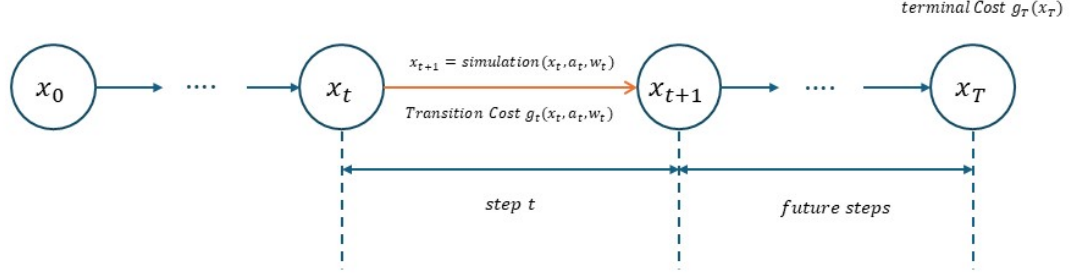 terminal Cost g_T(x_T)
x_0
....
x_t
x_{t+1} = simulation(x_t, a_t, w_t)
Transition Cost g_t(x_t, a_t, w_t)
x_{t+1}
....
x_T
step t
future steps